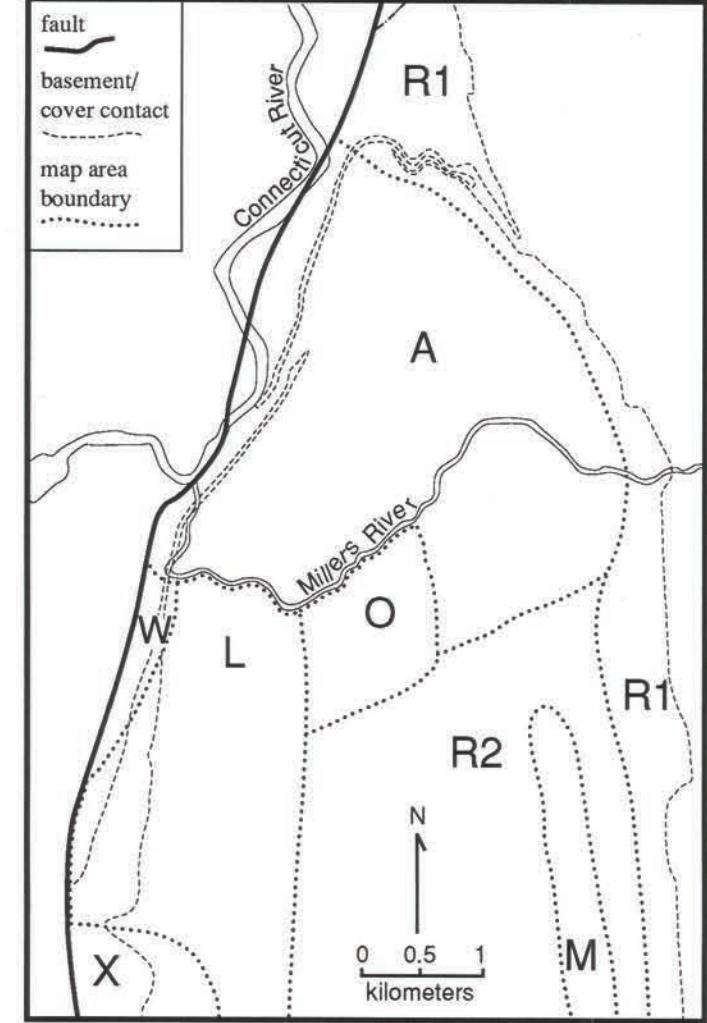 fault
basement/
cover contact
map area
boundary
Connecticut River
R1
A
Millers River
W
L
O
R1
R2
N
0 0.5 1
kilometers
X
M